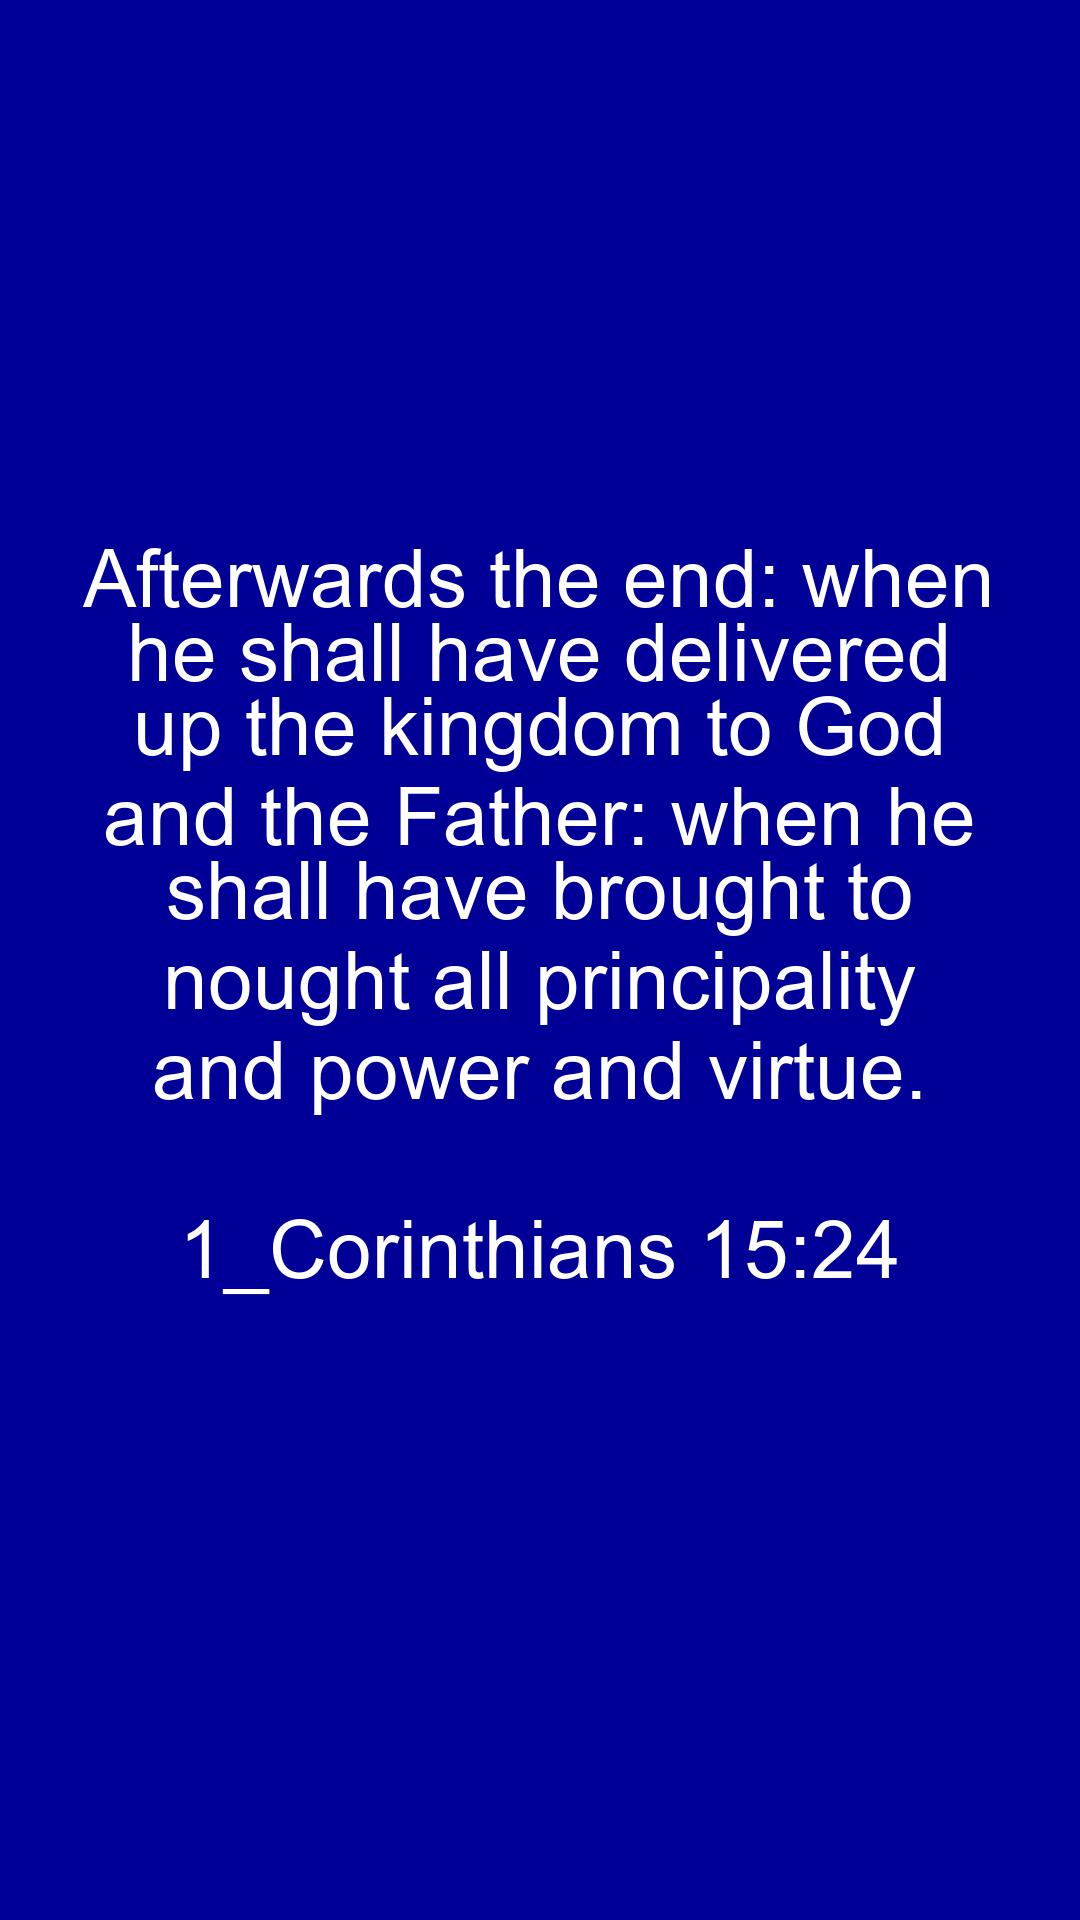 Afterwards the end: when
he shall have delivered
up the kingdom to God
and the Father: when he
shall have brought to
nought all principality
and power and virtue.
1_Corinthians 15:24